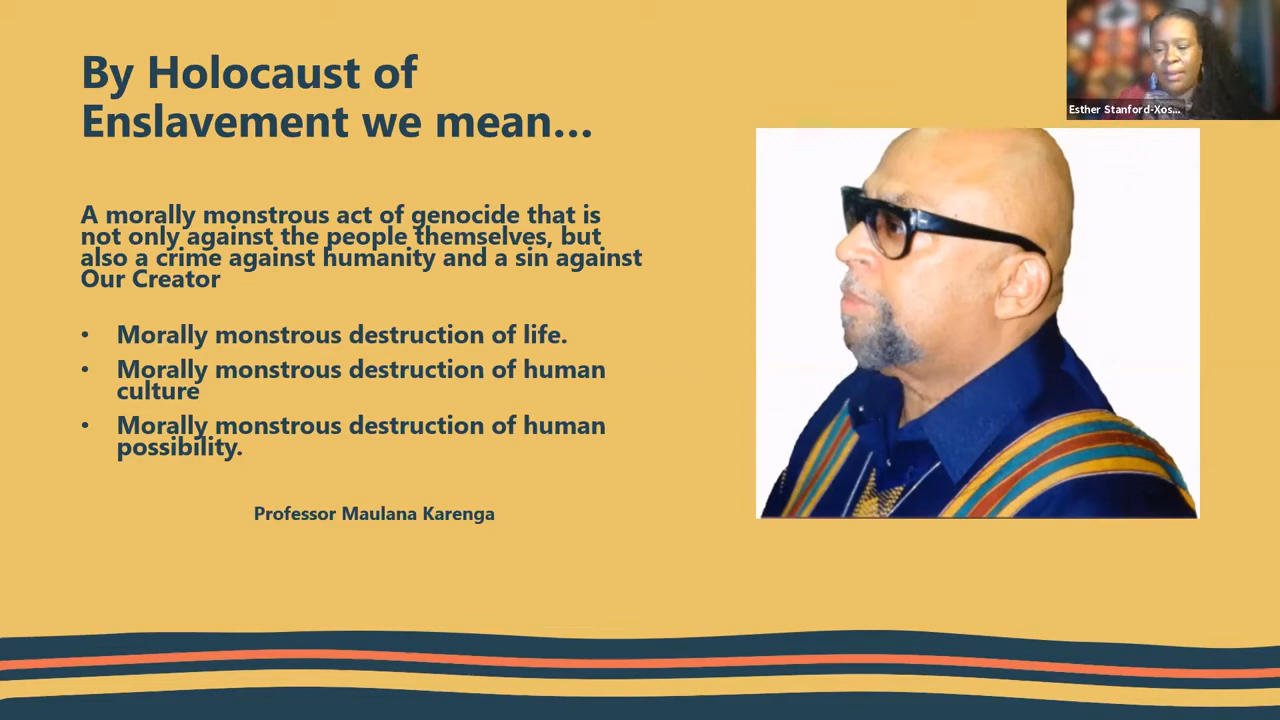 By Holocaust of
Enslavement we mean...
Esther Stanford-Xos...
A morally monstrous act of genocide that is
not only against the people themselves, but
also a crime against humanity and a sin against
Our Creator
• Morally monstrous destruction of life.
• Morally monstrous destruction of human
culture
• Morally monstrous destruction of human
possibility.
Professor Maulana Karenga